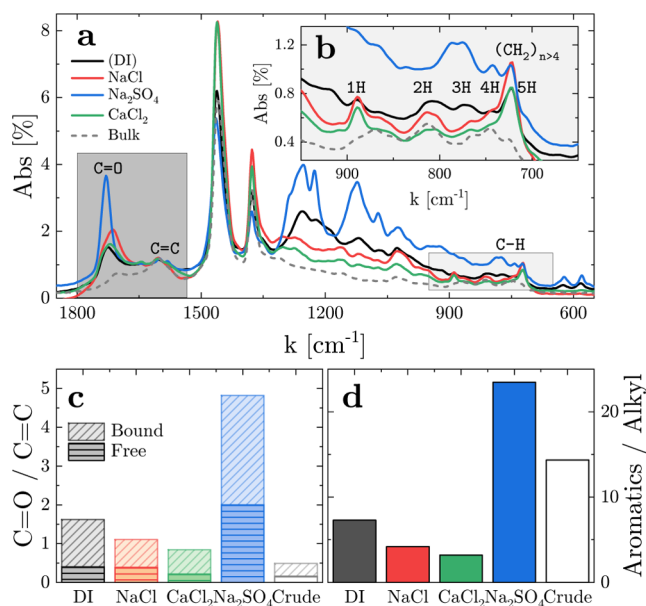 a
(DI)
NaCl
Na₂SO₄
CaCl₂
Bulk
C=O
C=C
C-H
8
6
4
2
0
Abs [%]
1800
1500
1200
900
600
k [cm⁻¹]
b
(CH₂)ₙ>₄
1H
2H
3H
4H
5H
1.2
0.8
0.4
Abs [%]
900
800
700
k [cm⁻¹]
c
Bound
Free
5
4
3
2
1
0
C=O / C=C
DI
NaCl
CaCl₂
Na₂SO₄
Crude
d
20
10
0
Aromatics / Alkyl
DI
NaCl
CaCl₂
Na₂SO₄
Crude